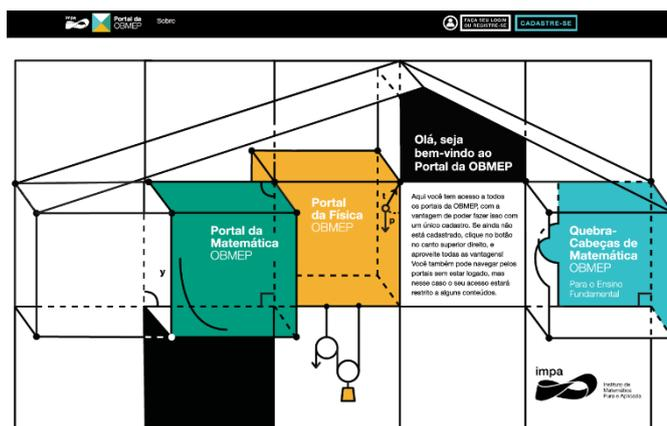 impa
Portal da
OBMEP
Sobre
FAÇA SEU LOGIN
OU REGISTRE-SE
CADASTRE-SE
Olá, seja
bem-vindo ao
Portal da OBMEP
Portal da
Matemática
OBMEP
Portal
da Física
OBMEP
Aqui você tem acesso a todos
os portais da OBMEP, com a
vantagem de poder fazer isso com
um único cadastro. Se ainda não
está cadastrado, clique no botão
no canto superior direito, e
aproveite todas as vantagens!
Você também pode navegar pelos
portais sem estar logado, mas
nesse caso o seu acesso estará
restrito a alguns conteúdos.
Quebra-
Cabeças de
Matemática
OBMEP
Para o Ensino
Fundamental
y
P
impa
Instituto de
Matemática
Pura e Aplicada